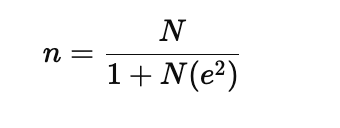 n = N / (1 + N(e²))